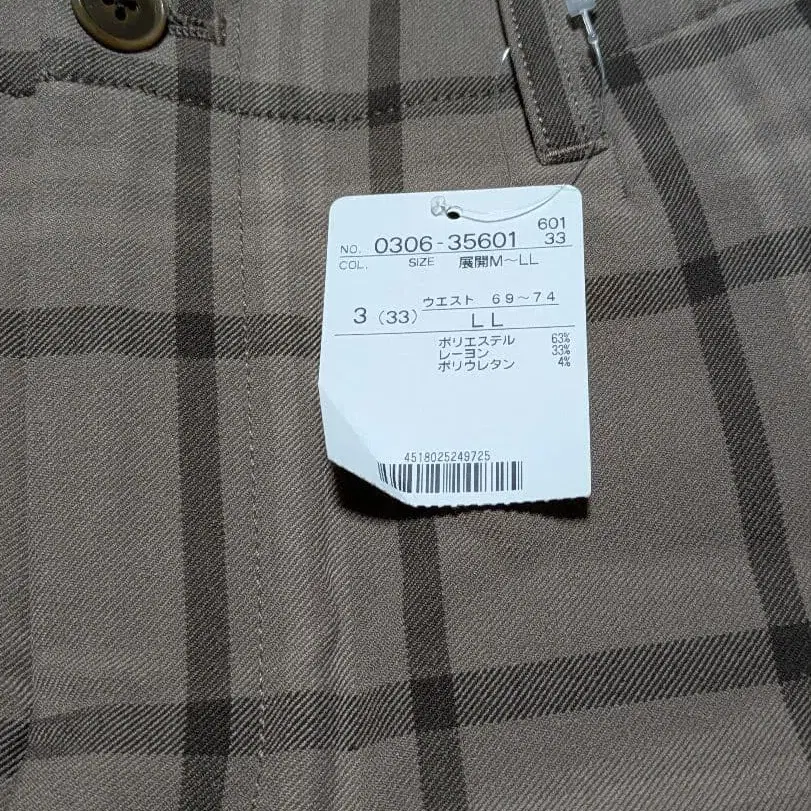 601
NO. 0306-35601 33
COL. SIZE 展開M〜LL
3 (33) ウエスト 69〜74
LL
ポリエステル 63%
レーヨン 33%
ポリウレタン 4%
4518025249725